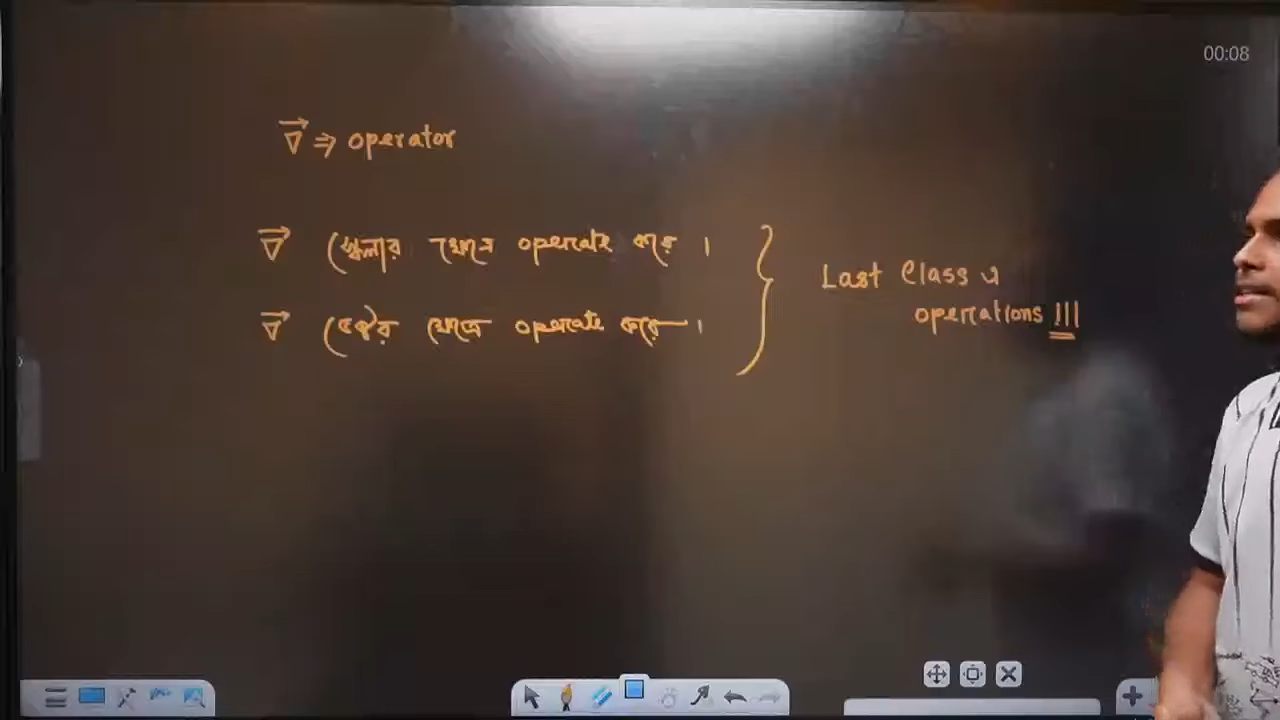 00:08
∇⃗ ⇒ operator
∇⃗ স্কেলার ক্ষেত্রে operate করে ।
∇⃗ ভেক্টর ক্ষেত্রে operate করে ।
Last Class এ
operations !!!